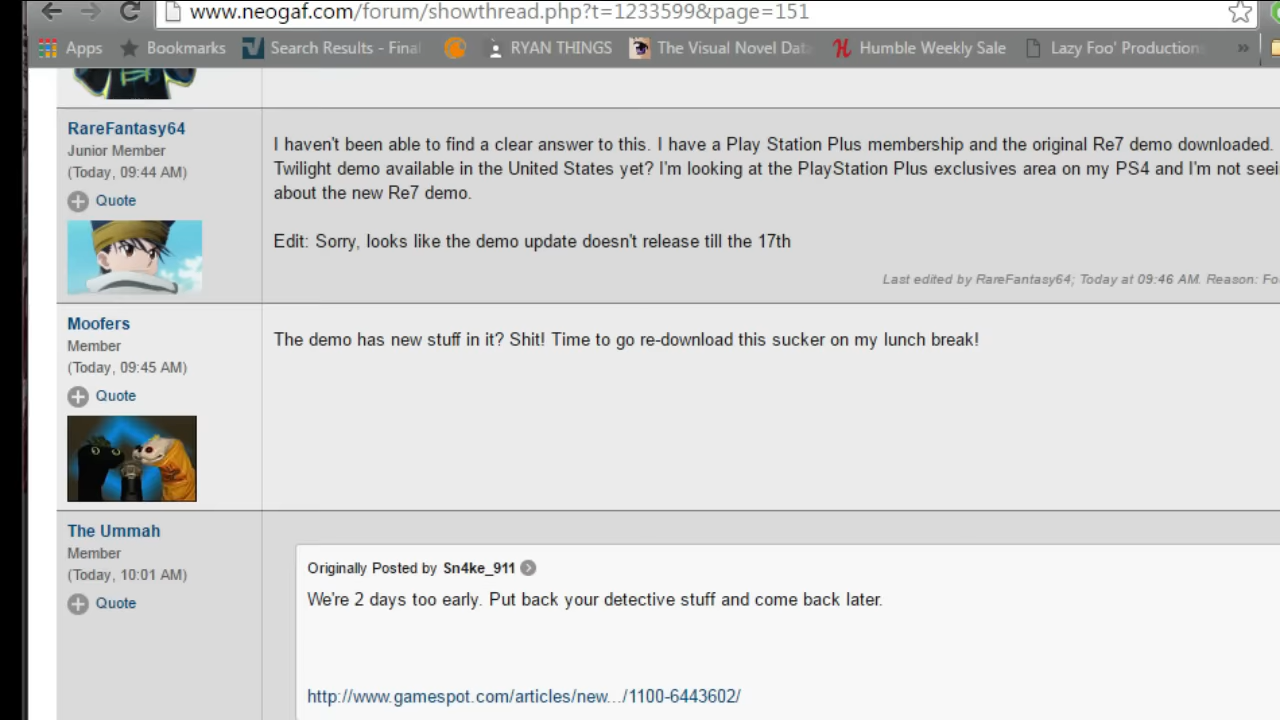 www.neogaf.com/forum/showthread.php?t=1233599&page=151
Apps Bookmarks Search Results - Final RYAN THINGS The Visual Novel Dat Humble Weekly Sale Lazy Foo' Production »
RareFantasy64
Junior Member
(Today, 09:44 AM)
Quote
I haven't been able to find a clear answer to this. I have a Play Station Plus membership and the original Re7 demo downloaded.
Twilight demo available in the United States yet? I'm looking at the PlayStation Plus exclusives area on my PS4 and I'm not seei
about the new Re7 demo.
Edit: Sorry, looks like the demo update doesn't release till the 17th
Last edited by RareFantasy64; Today at 09:46 AM. Reason: Fo
Moofers
Member
(Today, 09:45 AM)
Quote
The demo has new stuff in it? Shit! Time to go re-download this sucker on my lunch break!
The Ummah
Member
(Today, 10:01 AM)
Quote
Originally Posted by Sn4ke_911
We're 2 days too early. Put back your detective stuff and come back later.
http://www.gamespot.com/articles/new.../1100-6443602/